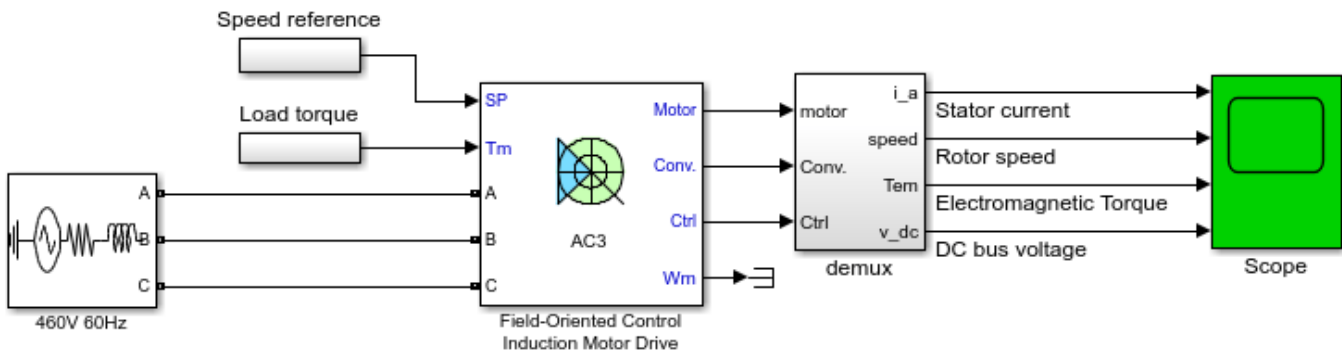 Speed reference
Load torque
A
B
C
460V 60Hz
SP
Tm
A
B
C
Motor
Conv.
Ctrl
Wm
AC3
Field-Oriented Control
Induction Motor Drive
motor
Conv.
Ctrl
i_a
speed
Tem
v_dc
demux
Stator current
Rotor speed
Electromagnetic Torque
DC bus voltage
Scope